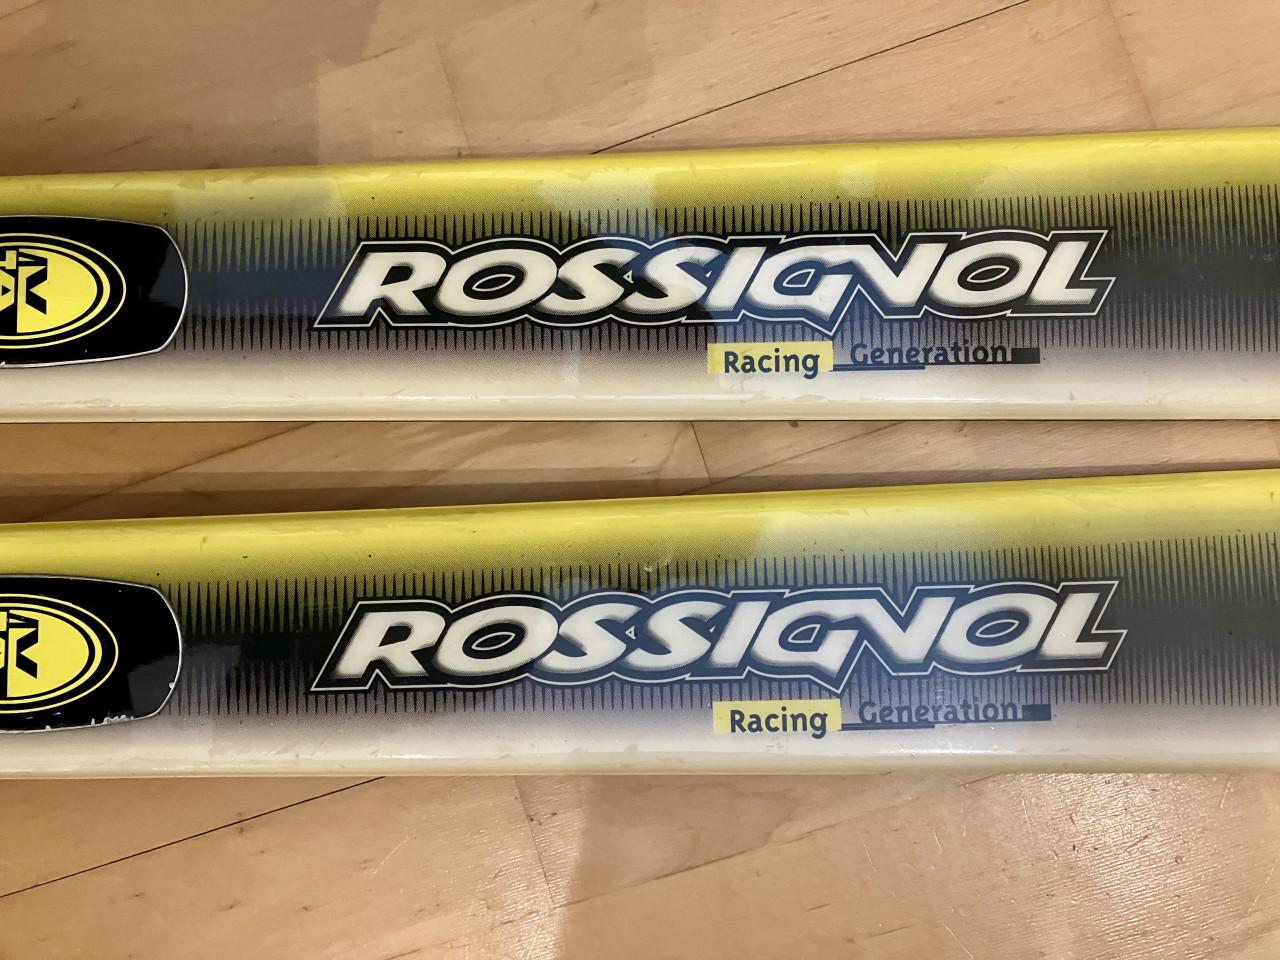 ROSSIGNOL
Racing Generation
ROSSIGNOL
Racing Generation